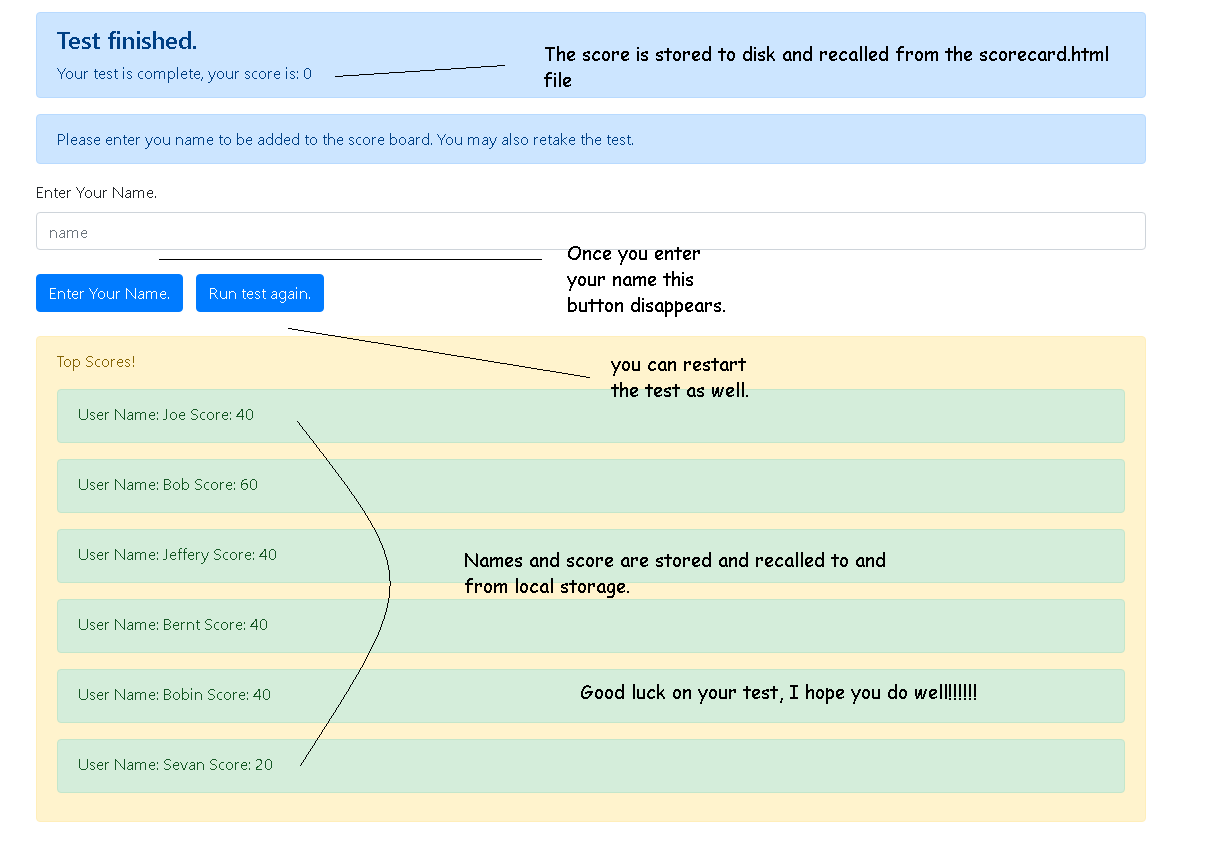 Test finished.
Your test is complete, your score is: 0
The score is stored to disk and recalled from the scorecard.html
file
Please enter you name to be added to the score board. You may also retake the test.
Enter Your Name.
name
Once you enter
your name this
button disappears.
Enter Your Name.
Run test again.
you can restart
the test as well.
Top Scores!
User Name: Joe Score: 40
User Name: Bob Score: 60
User Name: Jeffery Score: 40
Names and score are stored and recalled to and
from local storage.
User Name: Bernt Score: 40
User Name: Bobin Score: 40
Good luck on your test, I hope you do well!!!!!!
User Name: Sevan Score: 20